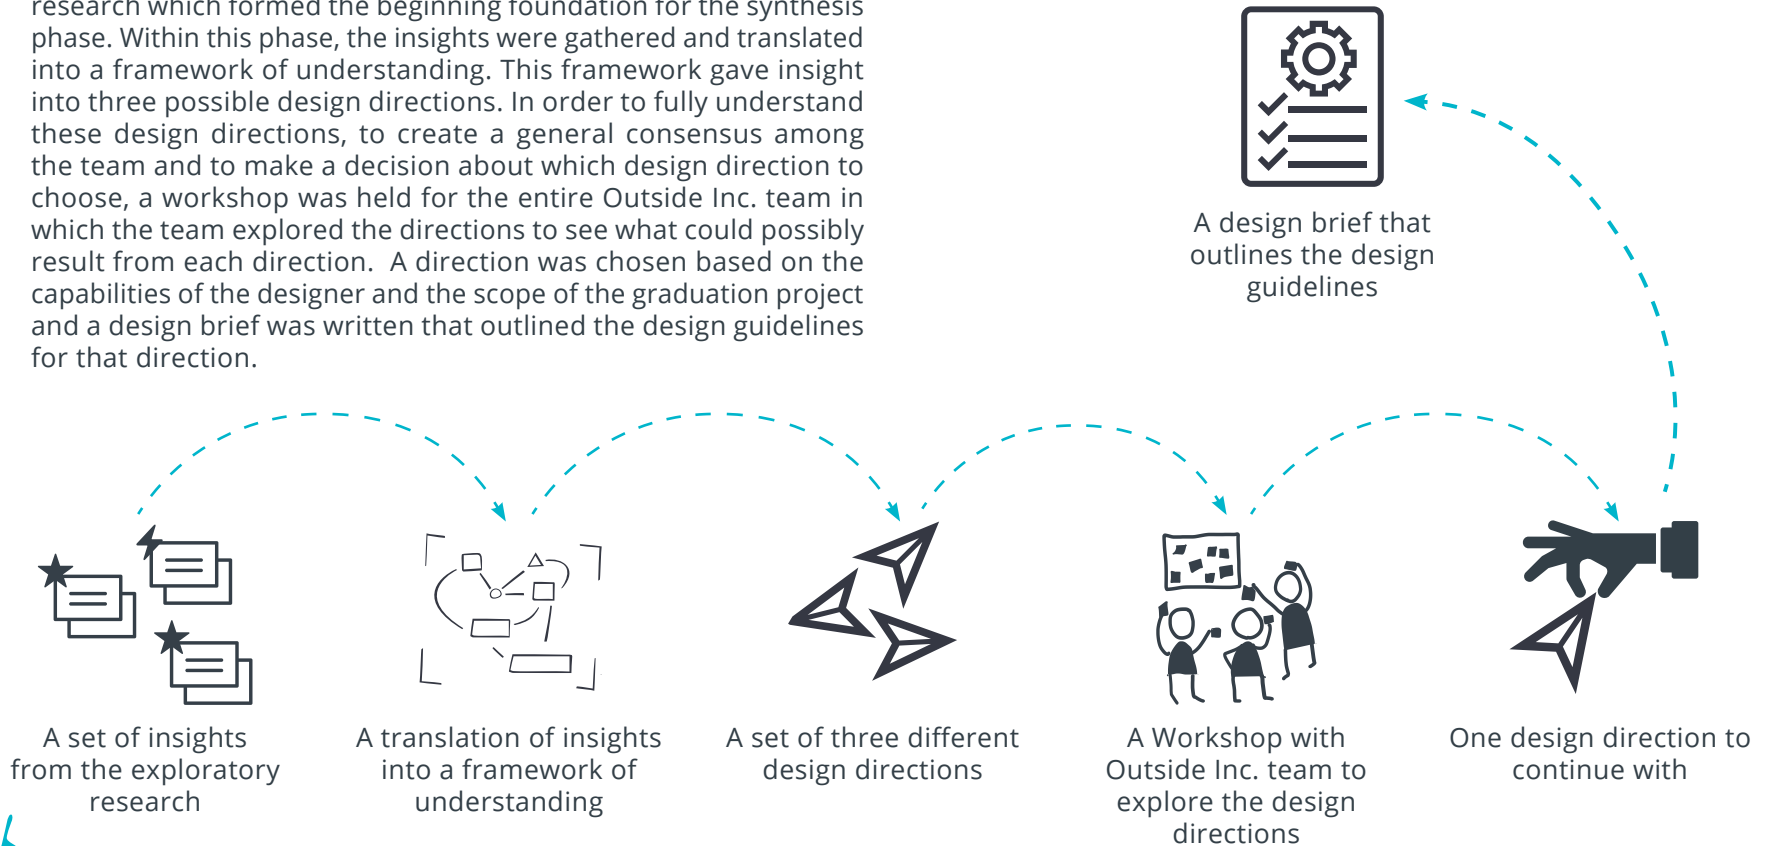 research which formed the beginning foundation for the synthesis
phase. Within this phase, the insights were gathered and translated
into a framework of understanding. This framework gave insight
into three possible design directions. In order to fully understand
these design directions, to create a general consensus among
the team and to make a decision about which design direction to
choose, a workshop was held for the entire Outside Inc. team in
which the team explored the directions to see what could possibly
result from each direction.  A direction was chosen based on the
capabilities of the designer and the scope of the graduation project
and a design brief was written that outlined the design guidelines
for that direction.
A design brief that
outlines the design
guidelines
A set of insights
from the exploratory
research
A translation of insights
into a framework of
understanding
A set of three different
design directions
A Workshop with
Outside Inc. team to
explore the design
directions
One design direction to
continue with